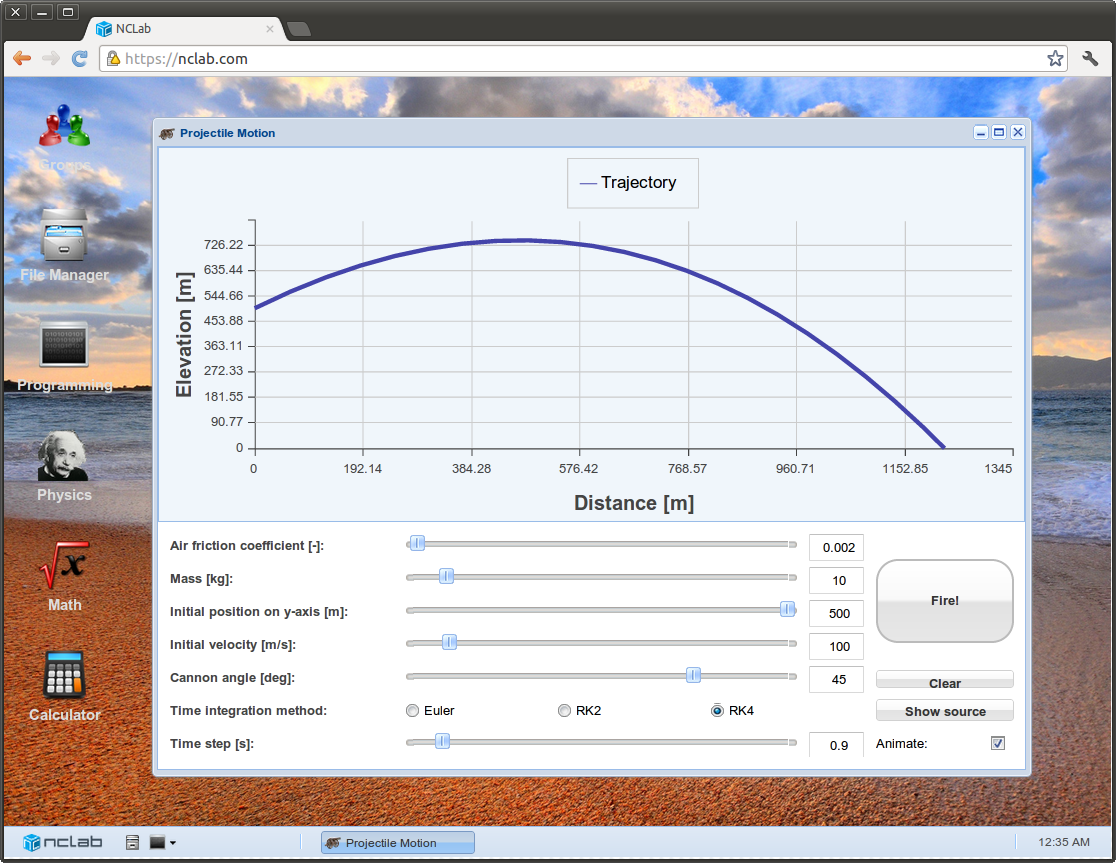 NCLab
https://nclab.com
Groups
File Manager
Programming
Physics
Math
Calculator
Projectile Motion
Trajectory
Elevation [m]
726.22
635.44
544.66
453.88
363.11
272.33
181.55
90.77
0
0 192.14 384.28 576.42 768.57 960.71 1152.85 1345
Distance [m]
Air friction coefficient [-]: 0.002
Mass [kg]: 10
Initial position on y-axis [m]: 500
Initial velocity [m/s]: 100
Cannon angle [deg]: 45
Time integration method: Euler RK2 RK4
Time step [s]: 0.9
Fire!
Clear
Show source
Animate:
nclab
Projectile Motion
12:35 AM